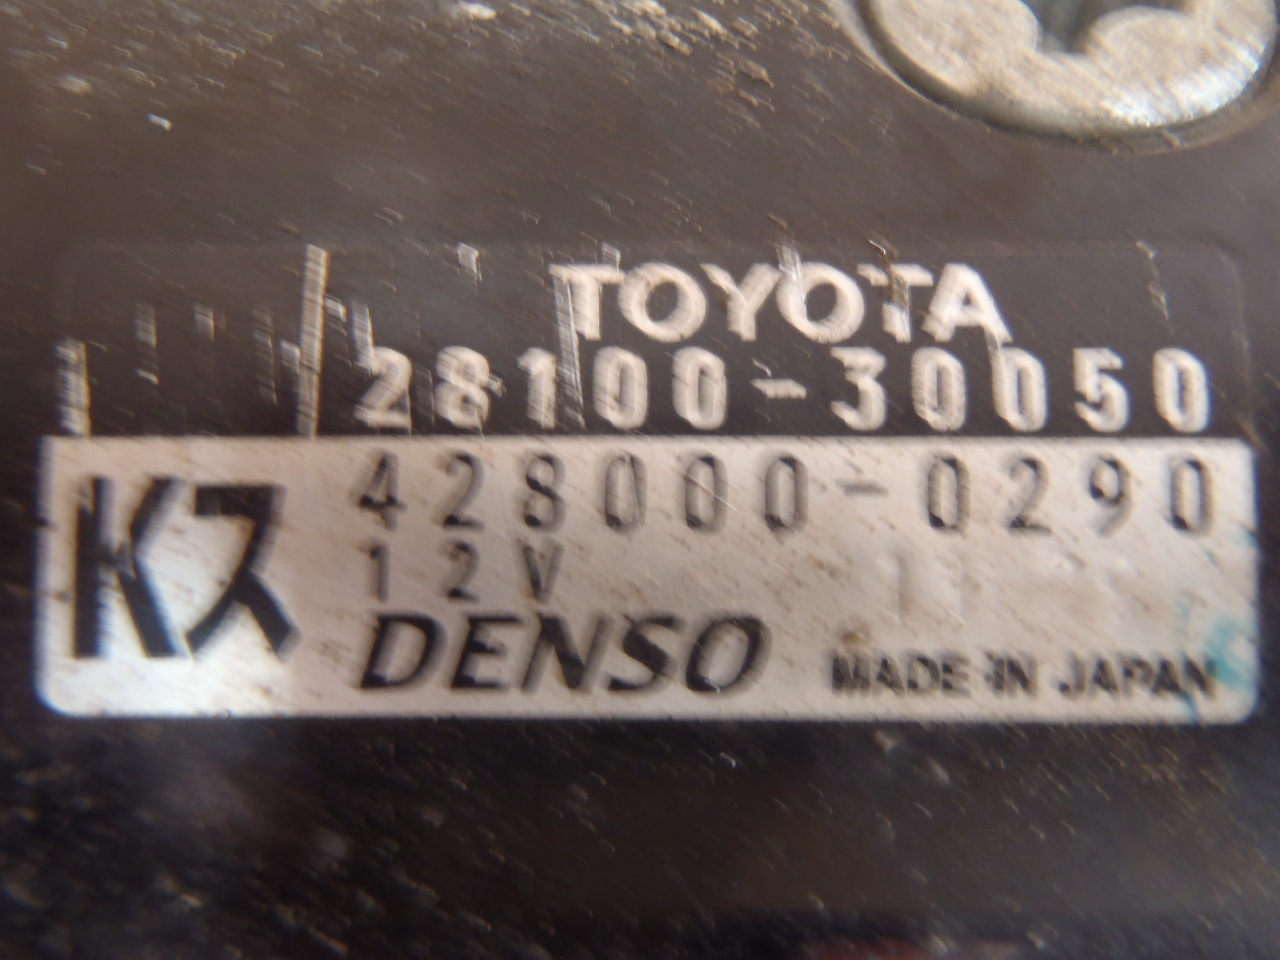 TOYOTA
28100-30050
428000-0290
12V
Kス
DENSO
MADE IN JAPAN